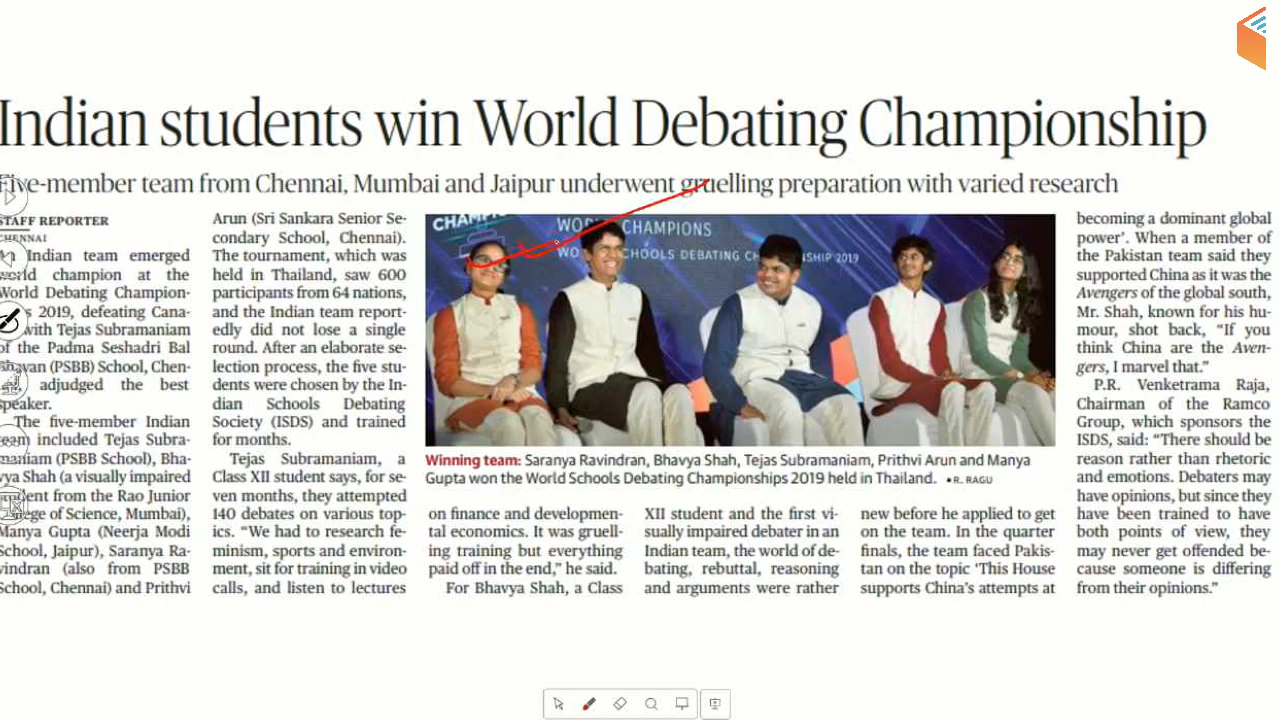 Indian students win World Debating Championship
Five-member team from Chennai, Mumbai and Jaipur underwent gruelling preparation with varied research
STAFF REPORTER
CHENNAI
Indian team emerged
world champion at the
World Debating Champion-
s 2019, defeating Cana-
with Tejas Subramaniam
of the Padma Seshadri Bal
Bhavan (PSBB) School, Chen-
adjudged the best
speaker.
The five-member Indian
team included Tejas Subra-
maniam (PSBB School), Bha-
vya Shah (a visually impaired
student from the Rao Junior
College of Science, Mumbai),
Manya Gupta (Neerja Modi
School, Jaipur), Saranya Ra-
vindran (also from PSBB
School, Chennai) and Prithvi
Arun (Sri Sankara Senior Se-
condary School, Chennai).
The tournament, which was
held in Thailand, saw 600
participants from 64 nations,
and the Indian team report-
edly did not lose a single
round. After an elaborate se-
lection process, the five stu-
dents were chosen by the In-
dian Schools Debating
Society (ISDS) and trained
for months.
Tejas Subramaniam, a
Class XII student says, for se-
ven months, they attempted
140 debates on various top-
ics. “We had to research fe-
minism, sports and environ-
ment, sit for training in video
calls, and listen to lectures
CHAMPI
WORLD CHAMPIONS
WORLD SCHOOLS DEBATING CHAMPIONSHIP 2019
Winning team: Saranya Ravindran, Bhavya Shah, Tejas Subramaniam, Prithvi Arun and Manya
Gupta won the World Schools Debating Championships 2019 held in Thailand. •R. RAGU
on finance and developmen-
tal economics. It was gruell-
ing training but everything
paid off in the end,” he said.
For Bhavya Shah, a Class
XII student and the first vi-
sually impaired debater in an
Indian team, the world of de-
bating, rebuttal, reasoning
and arguments were rather
new before he applied to get
on the team. In the quarter
finals, the team faced Pakis-
tan on the topic ‘This House
supports China’s attempts at
becoming a dominant global
power’. When a member of
the Pakistan team said they
supported China as it was the
Avengers of the global south,
Mr. Shah, known for his hu-
mour, shot back, “If you
think China are the Aven-
gers, I marvel that.”
P.R. Venketrama Raja,
Chairman of the Ramco
Group, which sponsors the
ISDS, said: “There should be
reason rather than rhetoric
and emotions. Debaters may
have opinions, but since they
have been trained to have
both points of view, they
may never get offended be-
cause someone is differing
from their opinions.”